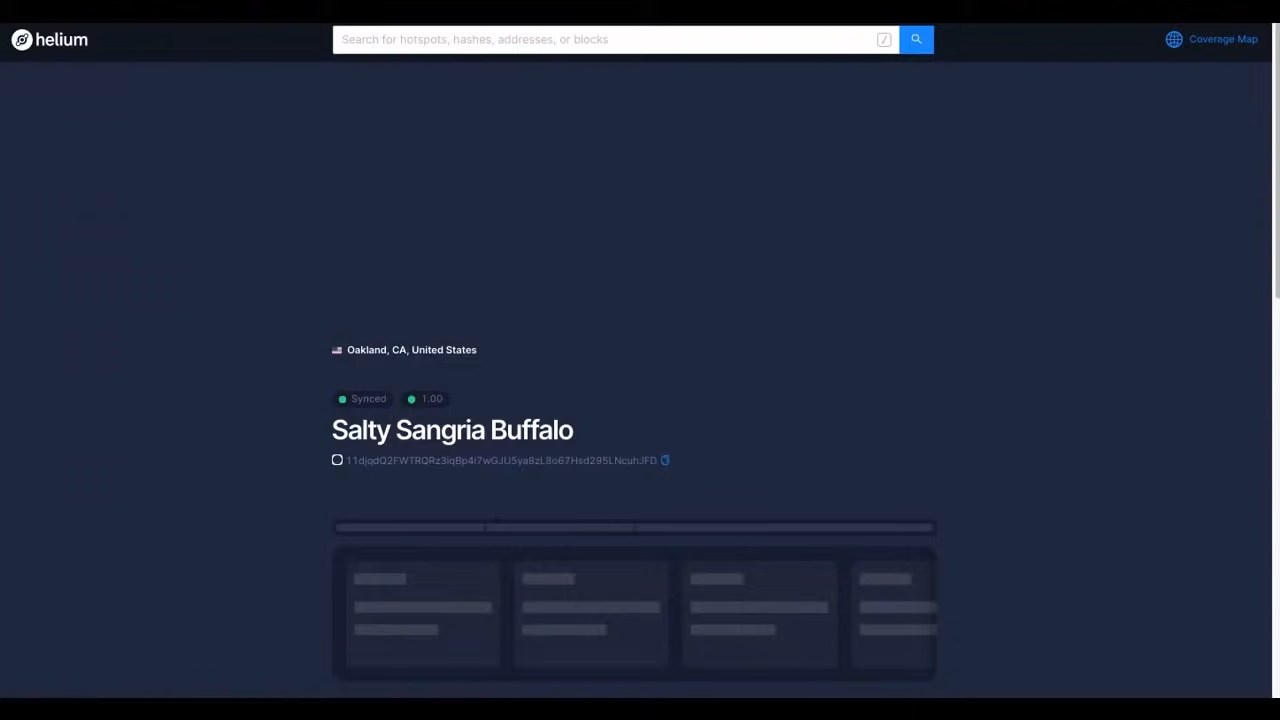 helium
Search for hotspots, hashes, addresses, or blocks
/
Coverage Map
Oakland, CA, United States
Synced
1.00
Salty Sangria Buffalo